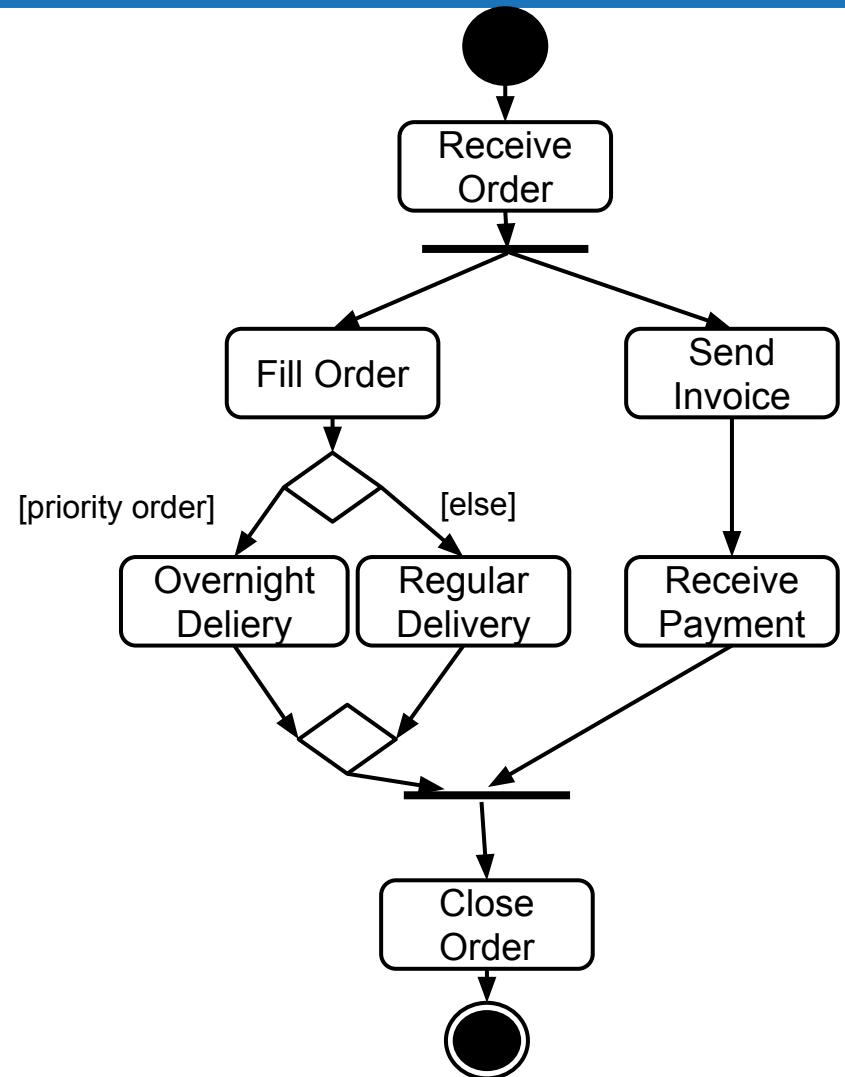 Receive
Order
Fill Order
Send
Invoice
[priority order]
[else]
Overnight
Deliery
Regular
Delivery
Receive
Payment
Close
Order